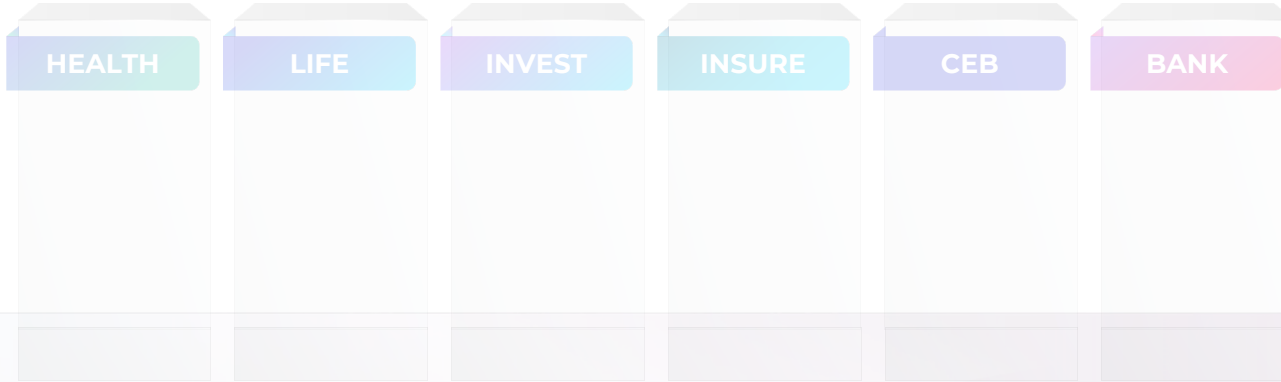 HEALTH
LIFE
INVEST
INSURE
CEB
BANK